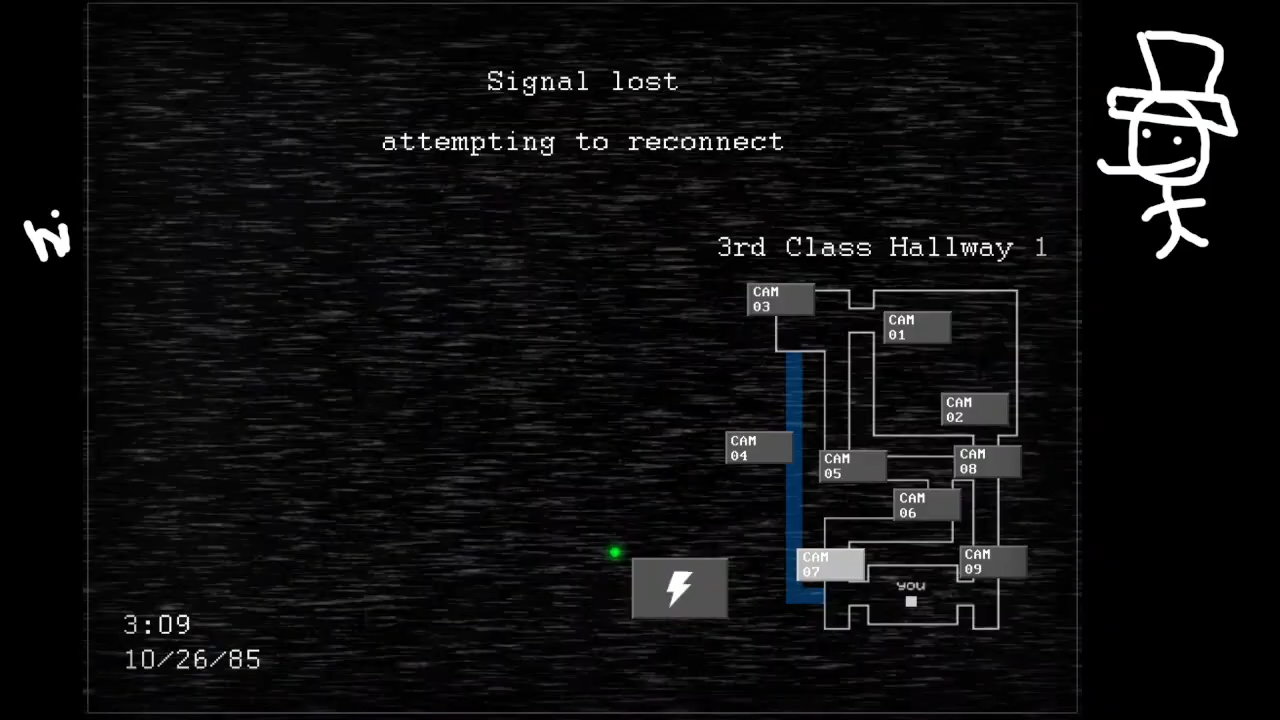 Signal lost
attempting to reconnect
3rd Class Hallway 1
CAM
03
CAM
01
CAM
02
CAM
04
CAM
05
CAM
08
CAM
06
CAM
07
CAM
09
you
3:09
10/26/85